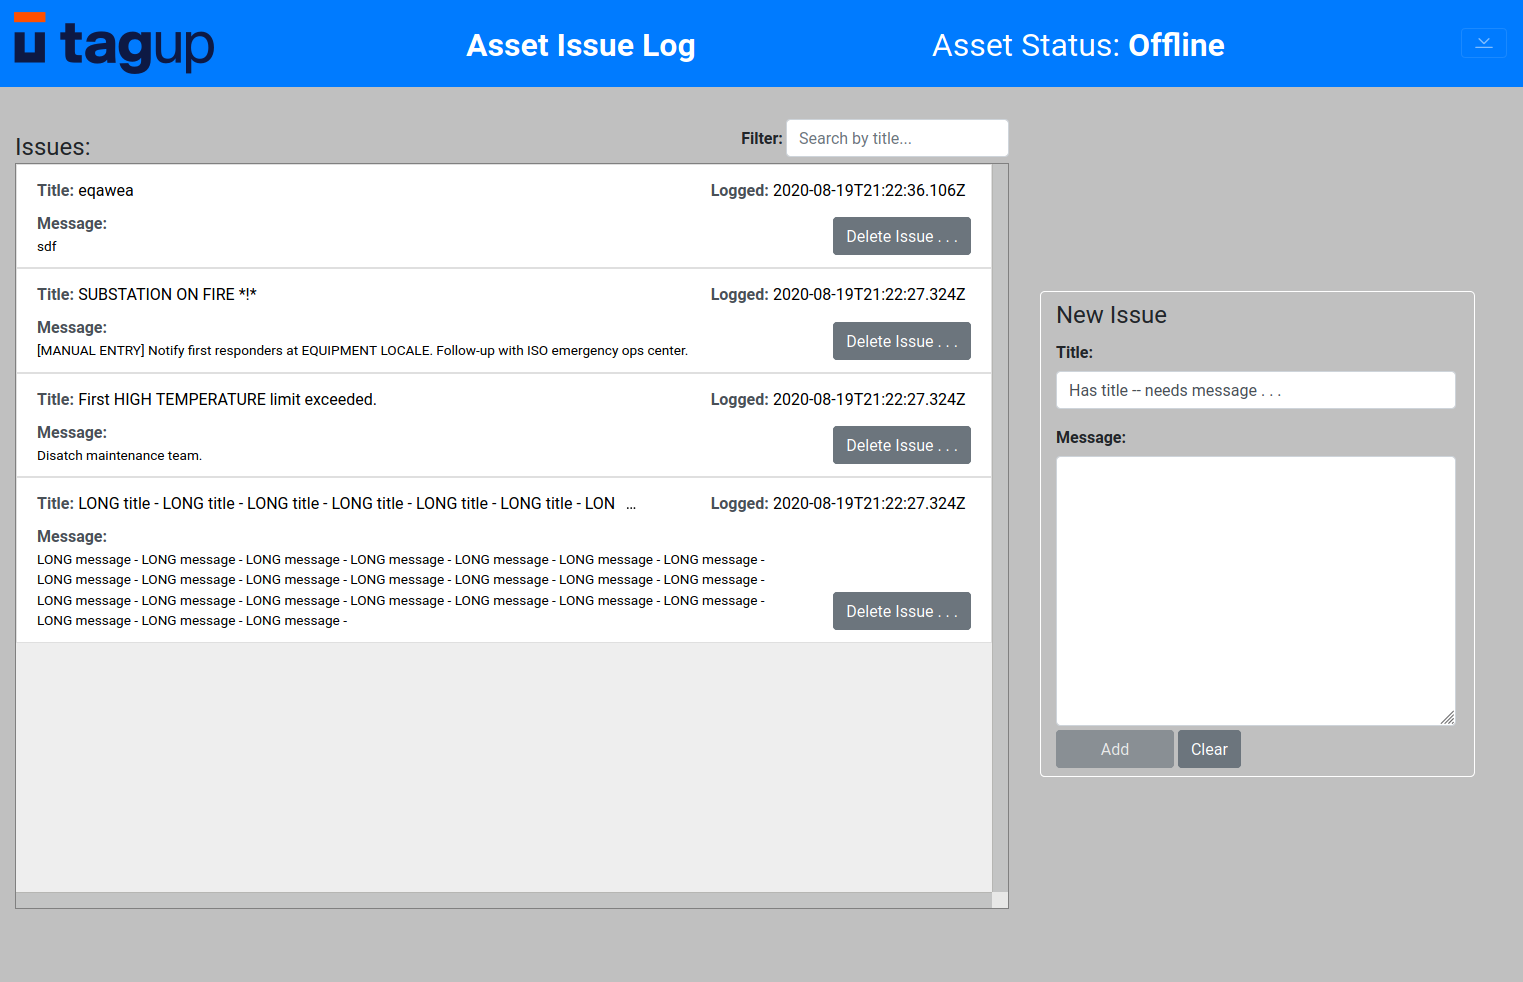 tagup
Asset Issue Log
Asset Status: Offline
Issues:
Filter: Search by title...
Title: eqawea
Logged: 2020-08-19T21:22:36.106Z
Message:
sdf
Delete Issue . . .
Title: SUBSTATION ON FIRE *!*
Logged: 2020-08-19T21:22:27.324Z
Message:
[MANUAL ENTRY] Notify first responders at EQUIPMENT LOCALE. Follow-up with ISO emergency ops center.
Delete Issue . . .
Title: First HIGH TEMPERATURE limit exceeded.
Logged: 2020-08-19T21:22:27.324Z
Message:
Disatch maintenance team.
Delete Issue . . .
Title: LONG title - LONG title - LONG title - LONG title - LONG title - LONG title - LON ...
Logged: 2020-08-19T21:22:27.324Z
Message:
LONG message - LONG message - LONG message - LONG message - LONG message - LONG message - LONG message -
LONG message - LONG message - LONG message - LONG message - LONG message - LONG message - LONG message -
LONG message - LONG message - LONG message - LONG message - LONG message - LONG message - LONG message -
LONG message - LONG message - LONG message -
Delete Issue . . .
New Issue
Title:
Has title -- needs message . . .
Message:
Add
Clear